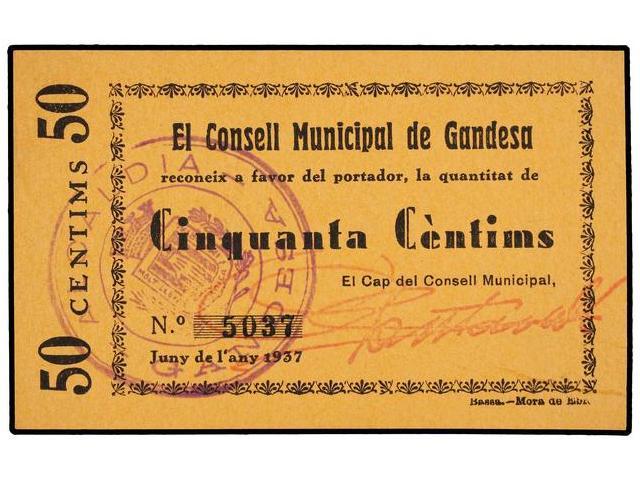 50 CENTIMS 50
El Consell Municipal de Gandesa
reconeix a favor del portador, la quantitat de
Cinquanta Cèntims
El Cap del Consell Municipal,
N.º 5037
Juny de l'any 1937
GANDESA
Bassa.—Mora de